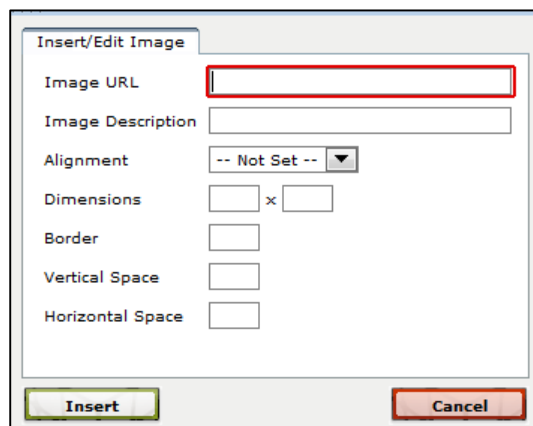 Insert/Edit Image
Image URL
Image Description
Alignment -- Not Set --
Dimensions x
Border
Vertical Space
Horizontal Space
Insert Cancel